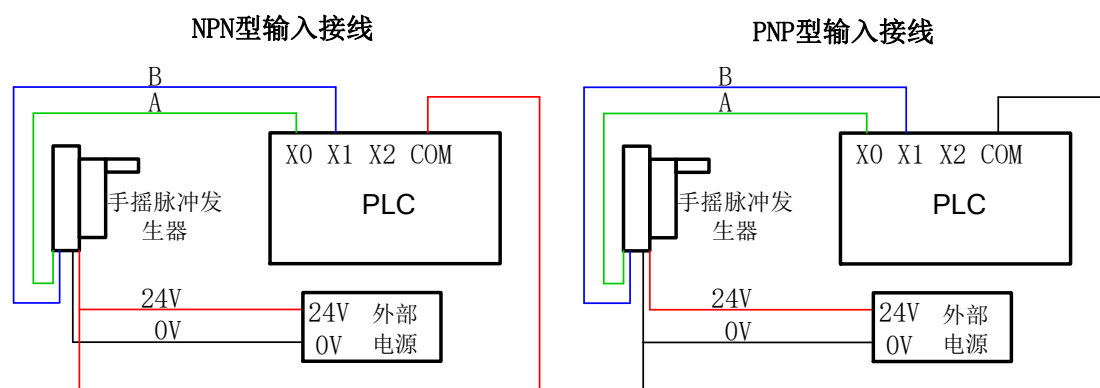 NPN型输入接线
B
A
X0 X1 X2 COM
PLC
手摇脉冲发
生器
24V
0V
24V 外部
0V 电源
PNP型输入接线
B
A
X0 X1 X2 COM
PLC
手摇脉冲发
生器
24V
0V
24V 外部
0V 电源